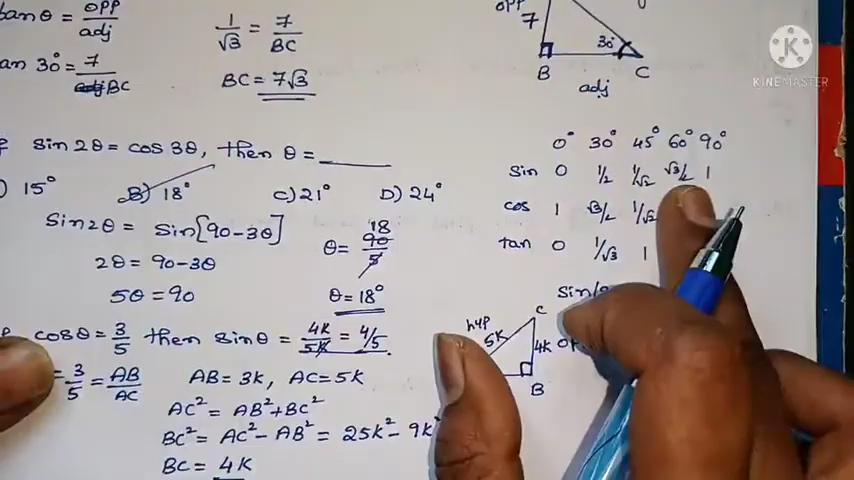 tanθ = opp/adj
1/√3 = 7/BC
opp
7
30°
B
C
adj
an 30° = 7/BC
BC = 7√3
K
KINEMASTER
sin 2θ = cos 3θ, then θ =
15°
B) 18°
C) 21°
D) 24°
sin2θ = sin[90-3θ]
2θ = 90-3θ
5θ = 90
θ = 90/5
18
θ = 18°
0° 30° 45° 60° 90°
sin 0 1/2 1/√2 √3/2 1
cos 1 √3/2 1/√2
tan 0 1/√3 1
sin
cosθ = 3/5 then sinθ = 4K/5K = 4/5
= 3/5 = AB/AC
AB = 3K, AC = 5K
AC² = AB² + BC²
BC² = AC² - AB² = 25K² - 9K²
BC = 4K
hyp
5K
C
4K
B